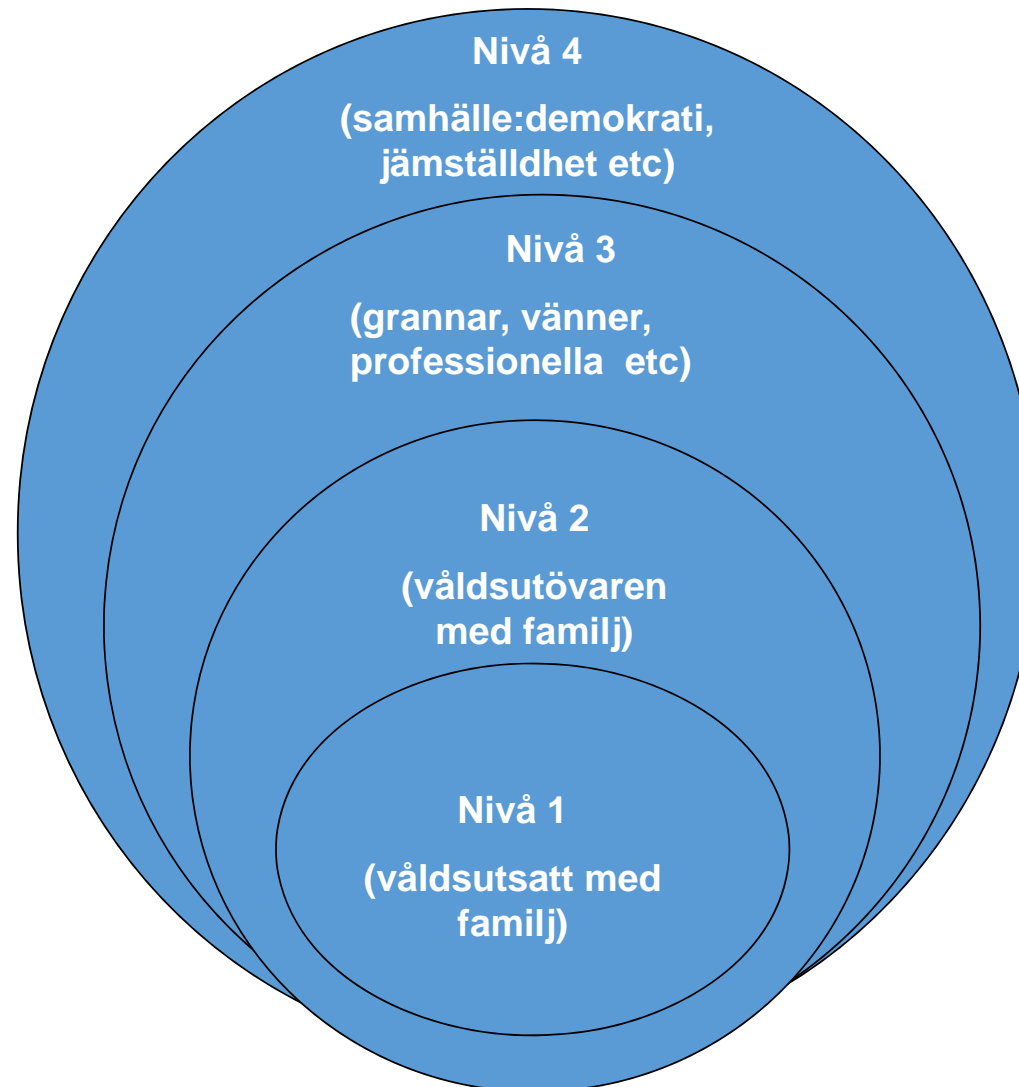 Nivå 4
(samhälle:demokrati,
jämställdhet etc)
Nivå 3
(grannar, vänner,
professionella  etc)
Nivå 2
(våldsutövaren
med familj)
Nivå 1
(våldsutsatt med
familj)